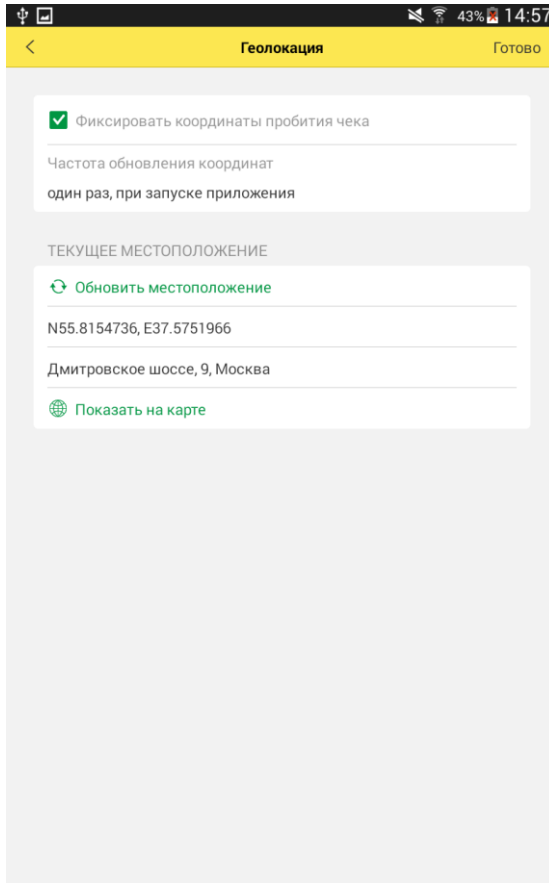 43% 14:57
Геолокация Готово
Фиксировать координаты пробития чека
Частота обновления координат
один раз, при запуске приложения
ТЕКУЩЕЕ МЕСТОПОЛОЖЕНИЕ
Обновить местоположение
N55.8154736, E37.5751966
Дмитровское шоссе, 9, Москва
Показать на карте